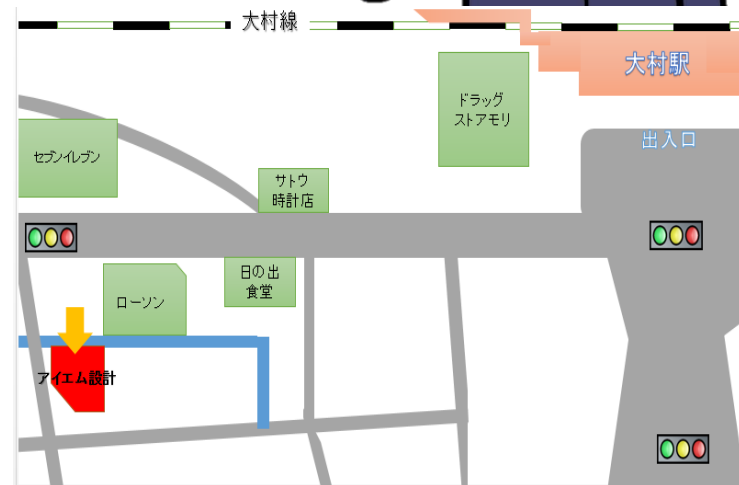 大村線
大村駅
ドラッグ
ストアモリ
出入口
セブンイレブン
サトウ
時計店
日の出
食堂
ローソン
アイエム設計